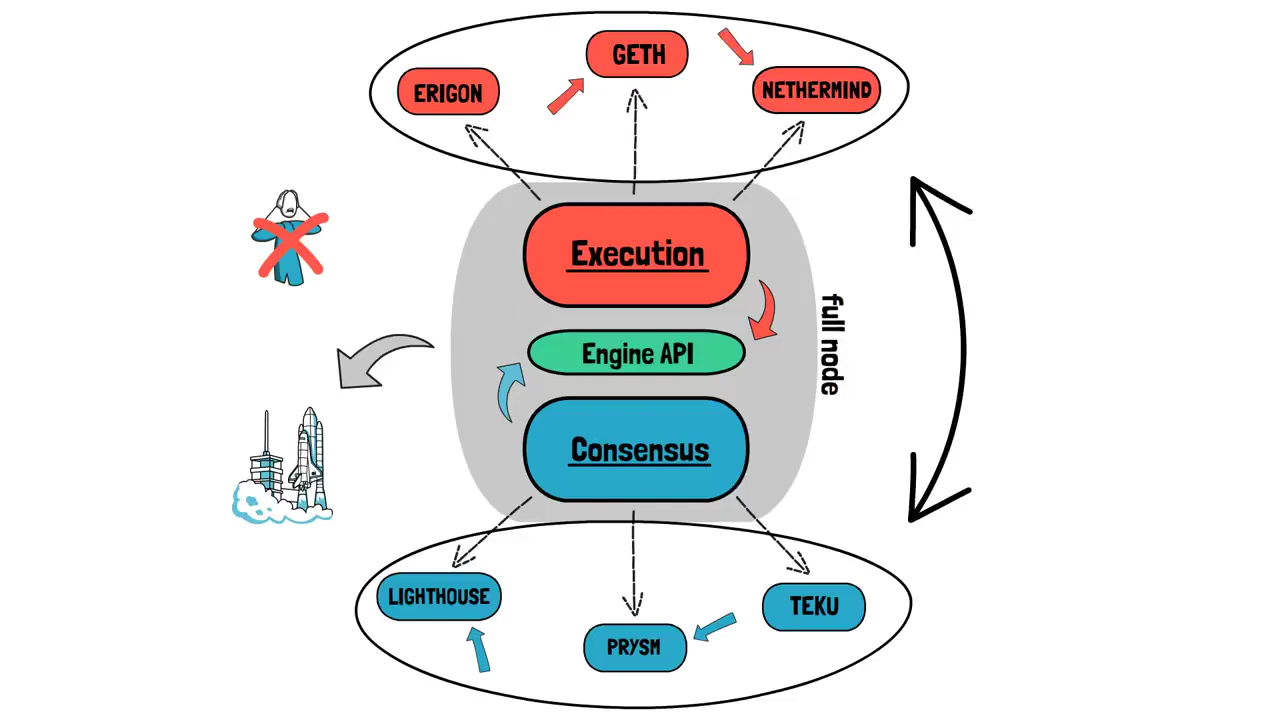 GETH
ERIGON
NETHERMIND
Execution
Engine API
full node
Consensus
LIGHTHOUSE
TEKU
PRYSM